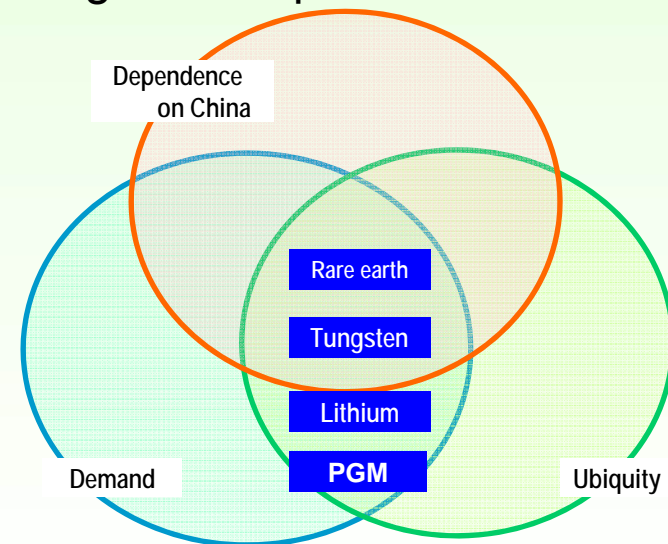 Dependence
on China
Rare earth
Tungsten
Lithium
PGM
Demand
Ubiquity